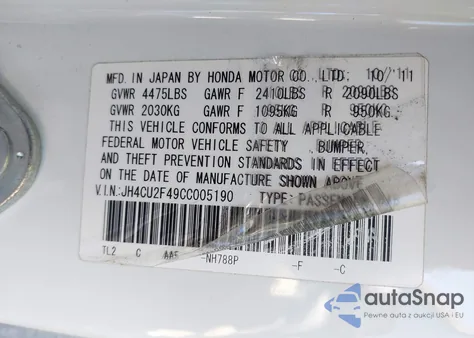 MFD. IN JAPAN BY HONDA MOTOR CO. LTD. 10/11
GVWR 4475LBS GAWR F 2410LBS R 2090LBS
GVWR 2030KG GAWR F 1095KG R 950KG
THIS VEHICLE CONFORMS TO ALL APPLICABLE
FEDERAL MOTOR VEHICLE SAFETY BUMPER,
AND THEFT PREVENTION STANDARDS IN EFFECT
ON THE DATE OF MANUFACTURE SHOWN ABOVE
V.I.N.:JH4CU2F49CC005190 TYPE: PASSEN
TL2 C -NH788P -F -C
autoSnap
Pewne auta z aukcji USA i EU